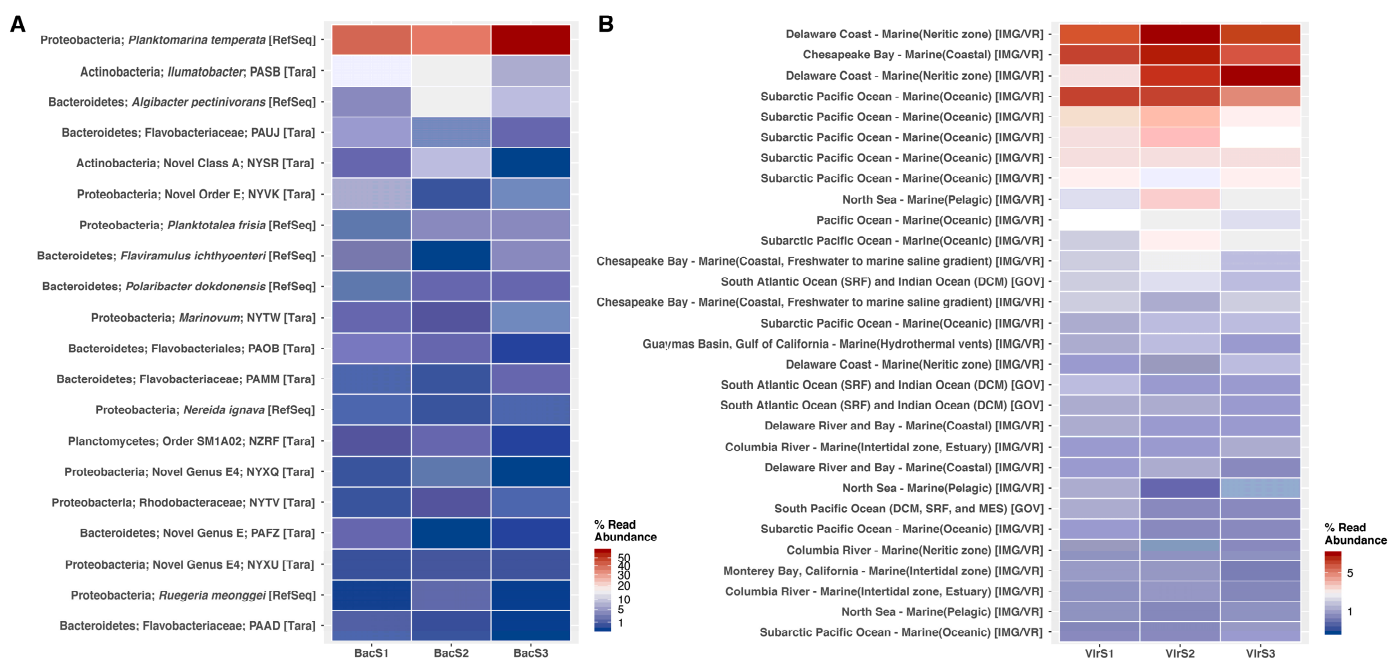 A
Proteobacteria; Planktomarina temperata [RefSeq]
Actinobacteria; Ilumatobacter; PASB [Tara]
Bacteroidetes; Algibacter pectinivorans [RefSeq]
Bacteroidetes; Flavobacteriaceae; PAUJ [Tara]
Actinobacteria; Novel Class A; NYSR [Tara]
Proteobacteria; Novel Order E; NYVK [Tara]
Proteobacteria; Planktotalea frisia [RefSeq]
Bacteroidetes; Flaviramulus ichthyoenteri [RefSeq]
Bacteroidetes; Polaribacter dokdonensis [RefSeq]
Proteobacteria; Marinovum; NYTW [Tara]
Bacteroidetes; Flavobacteriales; PAOB [Tara]
Bacteroidetes; Flavobacteriaceae; PAMM [Tara]
Proteobacteria; Nereida ignava [RefSeq]
Planctomycetes; Order SM1A02; NZRF [Tara]
Proteobacteria; Novel Genus E4; NYXQ [Tara]
Proteobacteria; Rhodobacteraceae; NYTV [Tara]
Bacteroidetes; Novel Genus E; PAFZ [Tara]
Proteobacteria; Novel Genus E4; NYXU [Tara]
Proteobacteria; Ruegeria meonggei [RefSeq]
Bacteroidetes; Flavobacteriaceae; PAAD [Tara]
BacS1 BacS2 BacS3
% Read
Abundance
50
40
30
20
10
5
1
B
Delaware Coast - Marine(Neritic zone) [IMG/VR]
Chesapeake Bay - Marine(Coastal) [IMG/VR]
Delaware Coast - Marine(Neritic zone) [IMG/VR]
Subarctic Pacific Ocean - Marine(Oceanic) [IMG/VR]
Subarctic Pacific Ocean - Marine(Oceanic) [IMG/VR]
Subarctic Pacific Ocean - Marine(Oceanic) [IMG/VR]
Subarctic Pacific Ocean - Marine(Oceanic) [IMG/VR]
Subarctic Pacific Ocean - Marine(Oceanic) [IMG/VR]
North Sea - Marine(Pelagic) [IMG/VR]
Pacific Ocean - Marine(Oceanic) [IMG/VR]
Subarctic Pacific Ocean - Marine(Oceanic) [IMG/VR]
Chesapeake Bay - Marine(Coastal, Freshwater to marine saline gradient) [IMG/VR]
South Atlantic Ocean (SRF) and Indian Ocean (DCM) [GOV]
Chesapeake Bay - Marine(Coastal, Freshwater to marine saline gradient) [IMG/VR]
Subarctic Pacific Ocean - Marine(Oceanic) [IMG/VR]
Guaymas Basin, Gulf of California - Marine(Hydrothermal vents) [IMG/VR]
Delaware Coast - Marine(Neritic zone) [IMG/VR]
South Atlantic Ocean (SRF) and Indian Ocean (DCM) [GOV]
South Atlantic Ocean (SRF) and Indian Ocean (DCM) [GOV]
Delaware River and Bay - Marine(Coastal) [IMG/VR]
Columbia River - Marine(Intertidal zone, Estuary) [IMG/VR]
Delaware River and Bay - Marine(Coastal) [IMG/VR]
North Sea - Marine(Pelagic) [IMG/VR]
South Pacific Ocean (DCM, SRF, and MES) [GOV]
Subarctic Pacific Ocean - Marine(Oceanic) [IMG/VR]
Columbia River - Marine(Neritic zone) [IMG/VR]
Monterey Bay, California - Marine(Intertidal zone) [IMG/VR]
Columbia River - Marine(Intertidal zone, Estuary) [IMG/VR]
North Sea - Marine(Pelagic) [IMG/VR]
Subarctic Pacific Ocean - Marine(Oceanic) [IMG/VR]
VirS1 VirS2 VirS3
% Read
Abundance
5
1